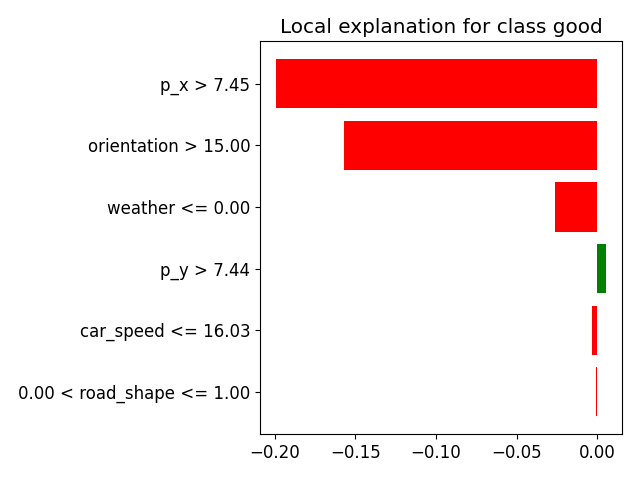 Local explanation for class good
p_x > 7.45
orientation > 15.00
weather <= 0.00
p_y > 7.44
car_speed <= 16.03
0.00 < road_shape <= 1.00
−0.20 −0.15 −0.10 −0.05 0.00